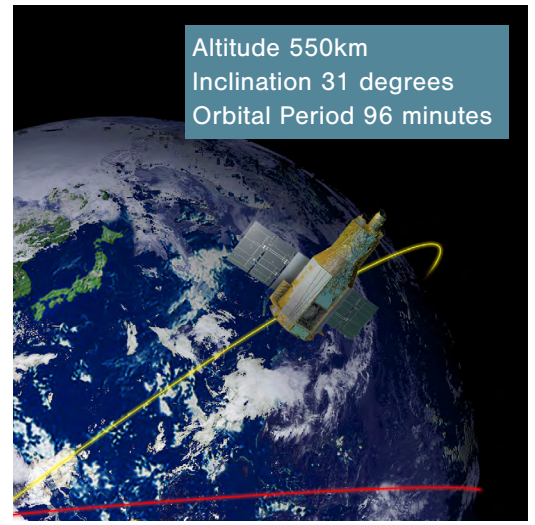 Altitude 550km
Inclination 31 degrees
Orbital Period 96 minutes